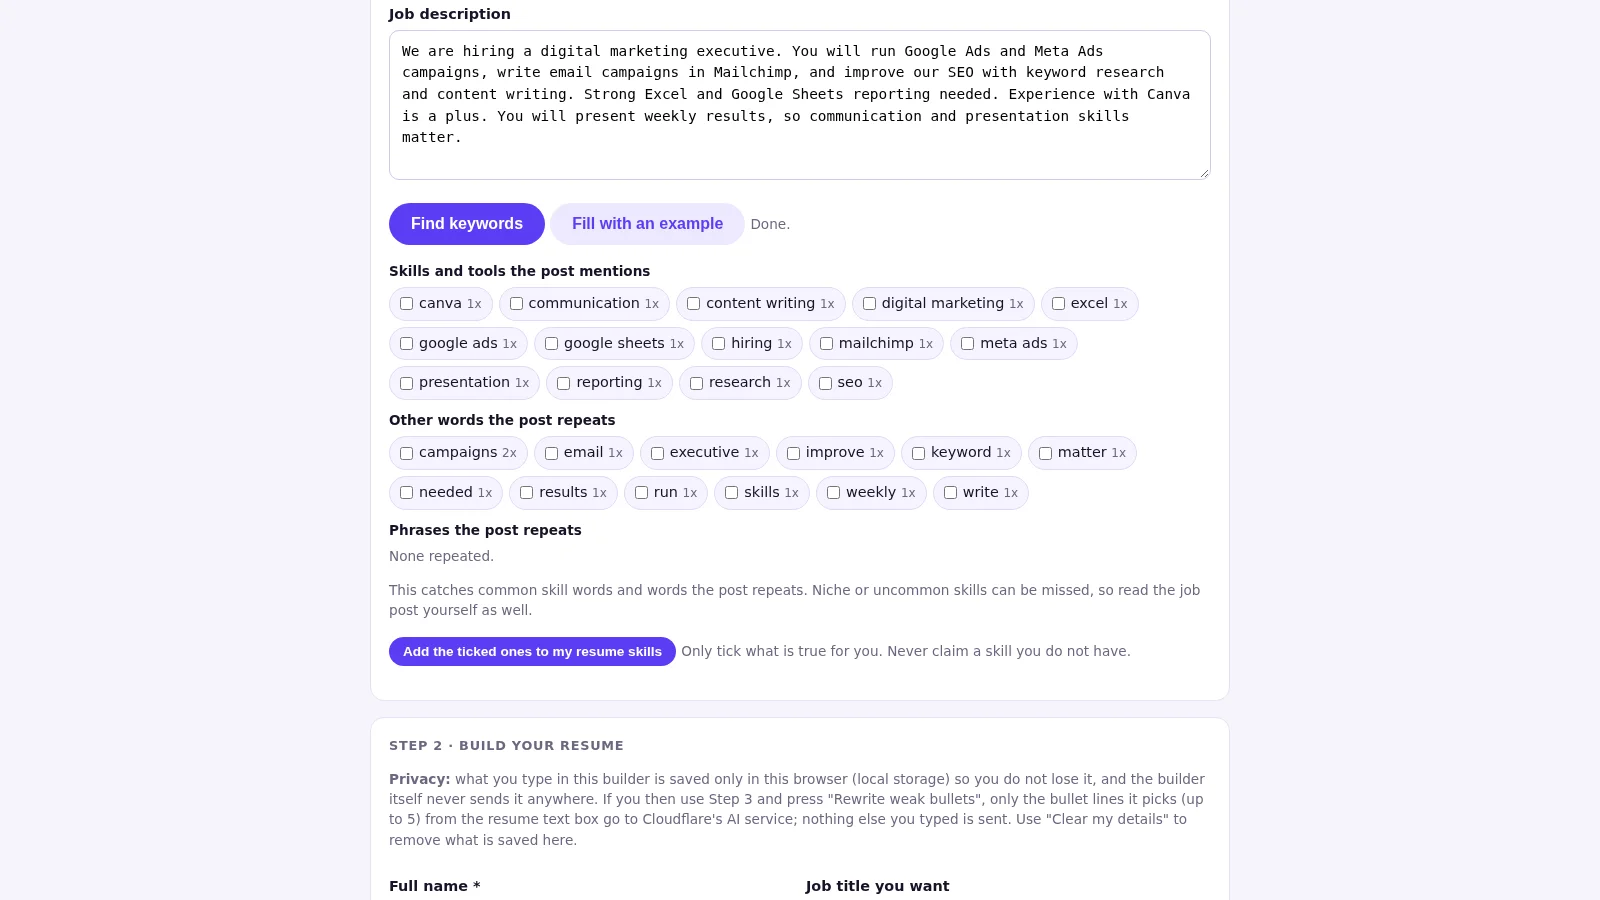 Job description
We are hiring a digital marketing executive. You will run Google Ads and Meta Ads
campaigns, write email campaigns in Mailchimp, and improve our SEO with keyword research
and content writing. Strong Excel and Google Sheets reporting needed. Experience with Canva
is a plus. You will present weekly results, so communication and presentation skills
matter.
Find keywords Fill with an example Done.
Skills and tools the post mentions
canva 1x communication 1x content writing 1x digital marketing 1x excel 1x
google ads 1x google sheets 1x hiring 1x mailchimp 1x meta ads 1x
presentation 1x reporting 1x research 1x seo 1x
Other words the post repeats
campaigns 2x email 1x executive 1x improve 1x keyword 1x matter 1x
needed 1x results 1x run 1x skills 1x weekly 1x write 1x
Phrases the post repeats
None repeated.
This catches common skill words and words the post repeats. Niche or uncommon skills can be missed, so read the job
post yourself as well.
Add the ticked ones to my resume skills Only tick what is true for you. Never claim a skill you do not have.
STEP 2 · BUILD YOUR RESUME
Privacy: what you type in this builder is saved only in this browser (local storage) so you do not lose it, and the builder
itself never sends it anywhere. If you then use Step 3 and press "Rewrite weak bullets", only the bullet lines it picks (up
to 5) from the resume text box go to Cloudflare's AI service; nothing else you typed is sent. Use "Clear my details" to
remove what is saved here.
Full name * Job title you want